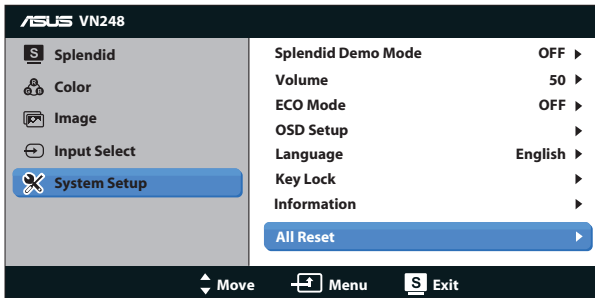 ASUS VN248
S Splendid
Color
Image
Input Select
System Setup
Splendid Demo Mode OFF
Volume 50
ECO Mode OFF
OSD Setup
Language English
Key Lock
Information
All Reset
Move Menu S Exit